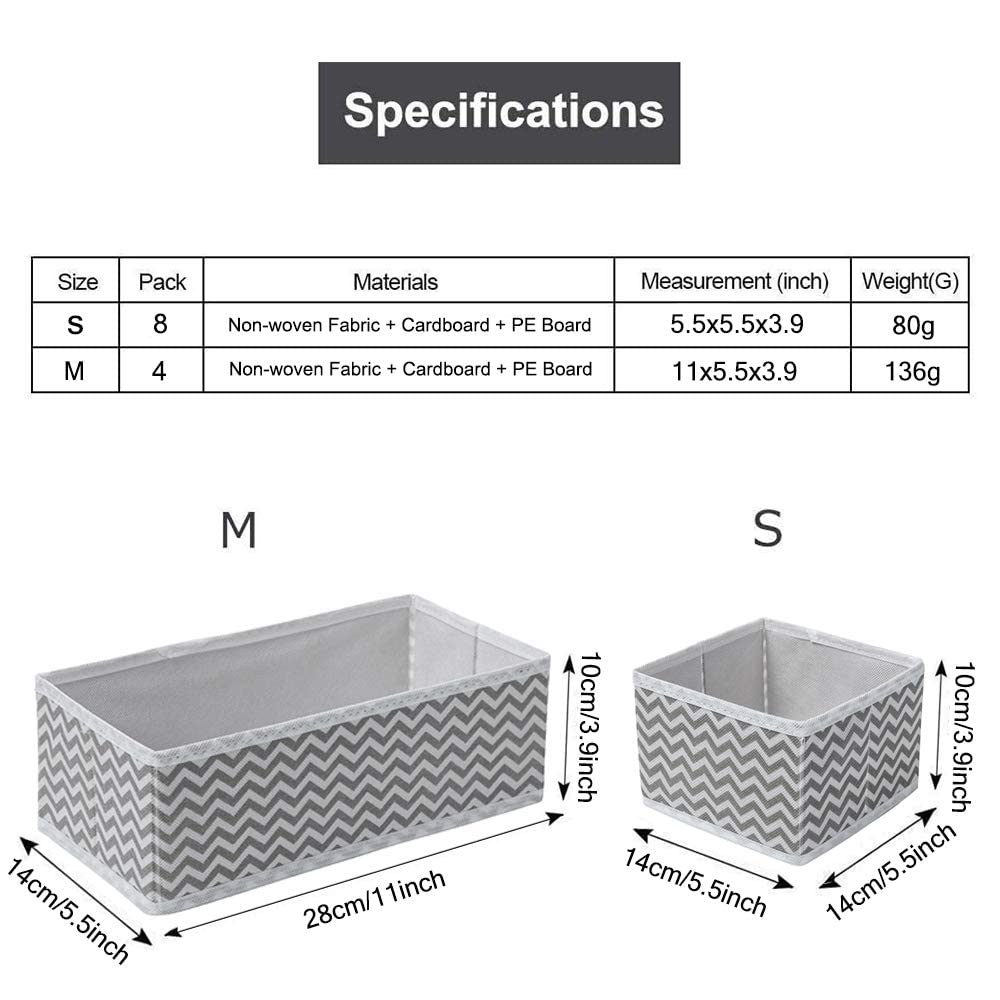 Specifications
Size Pack Materials Measurement (inch) Weight(G)
S 8 Non-woven Fabric + Cardboard + PE Board 5.5x5.5x3.9 80g
M 4 Non-woven Fabric + Cardboard + PE Board 11x5.5x3.9 136g
M
S
10cm/3.9inch
14cm/5.5inch
28cm/11inch
10cm/3.9inch
14cm/5.5inch
14cm/5.5inch